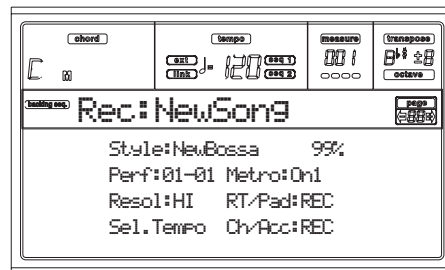 chord tempo measure transpose
C M ext link ♩= 120 seq 1 seq 2 001 octave
backing seq. Rec:NewSong page
Style:NewBossa 99%
Perf:01-01 Metro:On1
Resol:HI RT/Pad:REC
Sel.Tempo Ch/Acc:REC